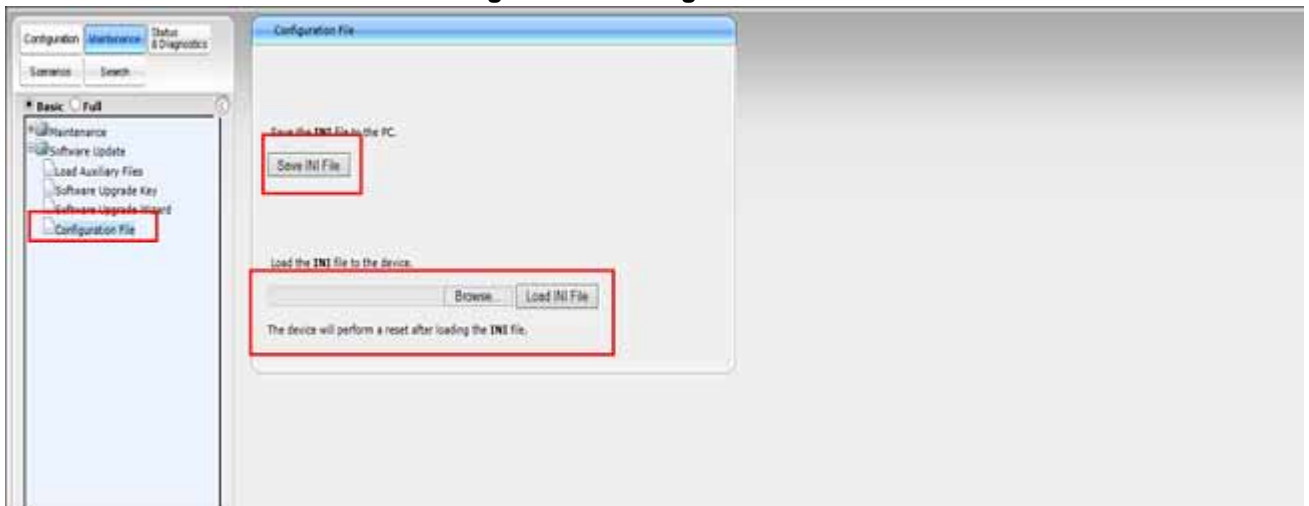 Configuration Maintenance Status
& Diagnostics
Scenarios Search
Basic Full
Maintenance
Software Update
Load Auxiliary Files
Software Upgrade Key
Software Upgrade Wizard
Configuration File
Configuration File
Save the INI file to the PC.
Save INI File
Load the INI file to the device.
Browse... Load INI File
The device will perform a reset after loading the INI file.